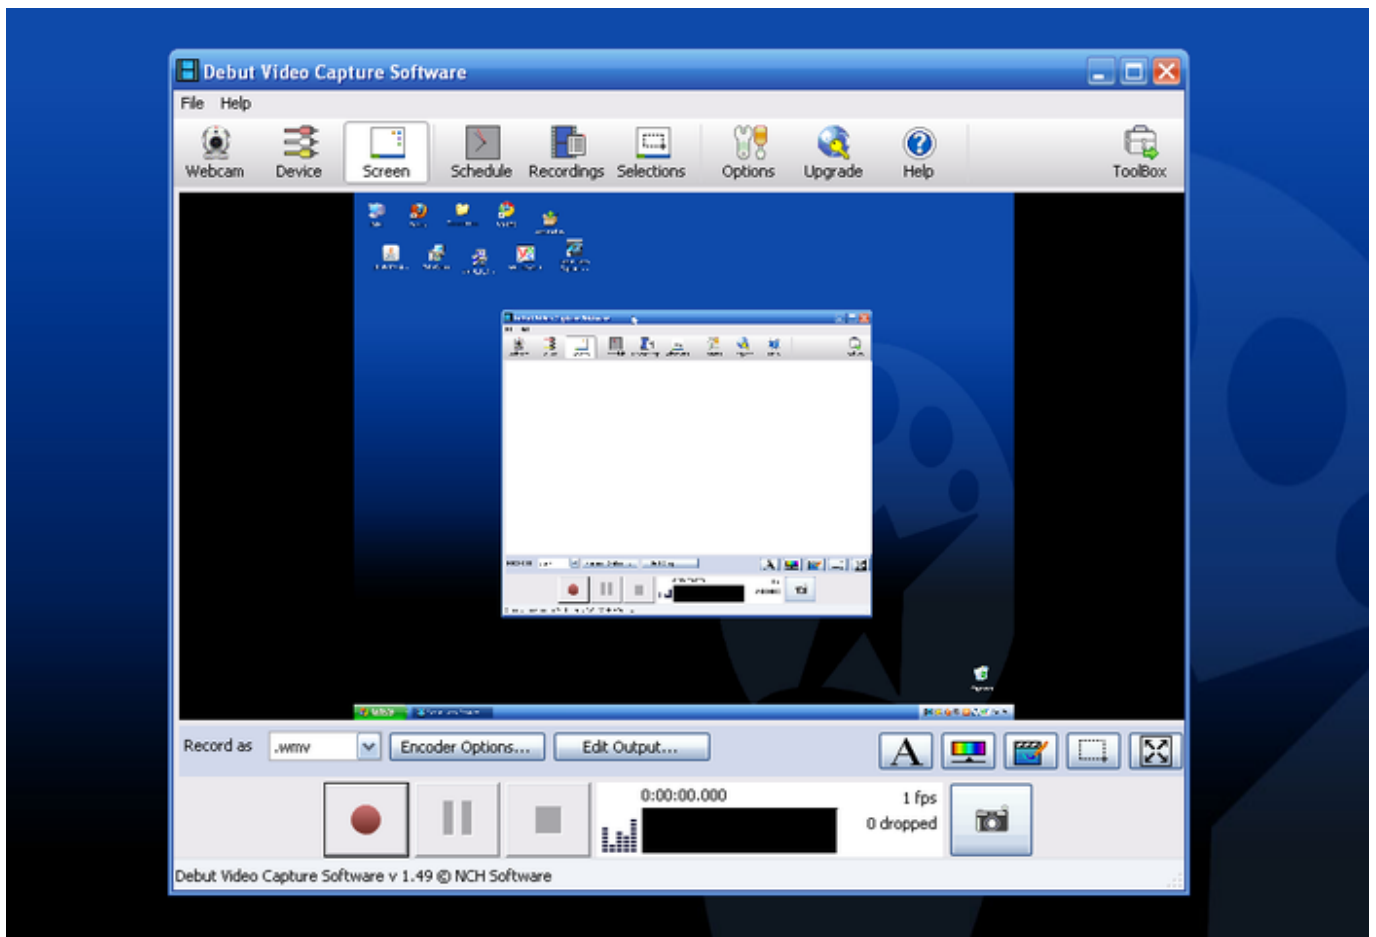 Debut Video Capture Software
File Help
Webcam Device Screen Schedule Recordings Selections Options Upgrade Help ToolBox
Record as .wmv Encoder Options... Edit Output...
A
0:00:00.000 1 fps
0 dropped
Debut Video Capture Software v 1.49 © NCH Software